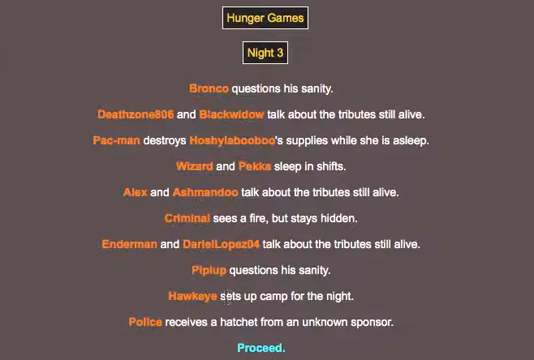 Hunger Games
Night 3
Bronco questions his sanity.
Deathzone806 and Blackwidow talk about the tributes still alive.
Pac-man destroys Hoshylabooboo's supplies while she is asleep.
Wizard and Pekka sleep in shifts.
Alex and Ashmandoo talk about the tributes still alive.
Criminal sees a fire, but stays hidden.
Enderman and DarielLopez04 talk about the tributes still alive.
Piplup questions his sanity.
Hawkeye sets up camp for the night.
Police receives a hatchet from an unknown sponsor.
Proceed.